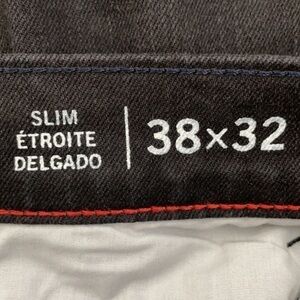 SLIM
ÉTROITE
DELGADO
38x32